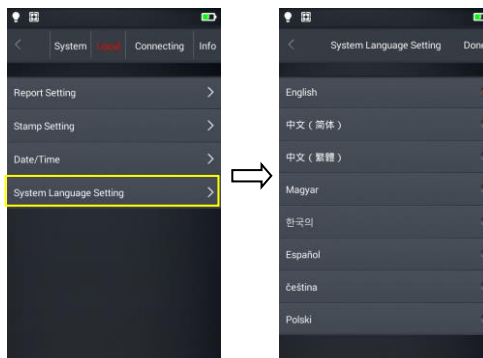 System Local Connecting Info
Report Setting
Stamp Setting
Date/Time
System Language Setting
System Language Setting Done
English
中文（简体）
中文（繁體）
Magyar
한국의
Español
čeština
Polski